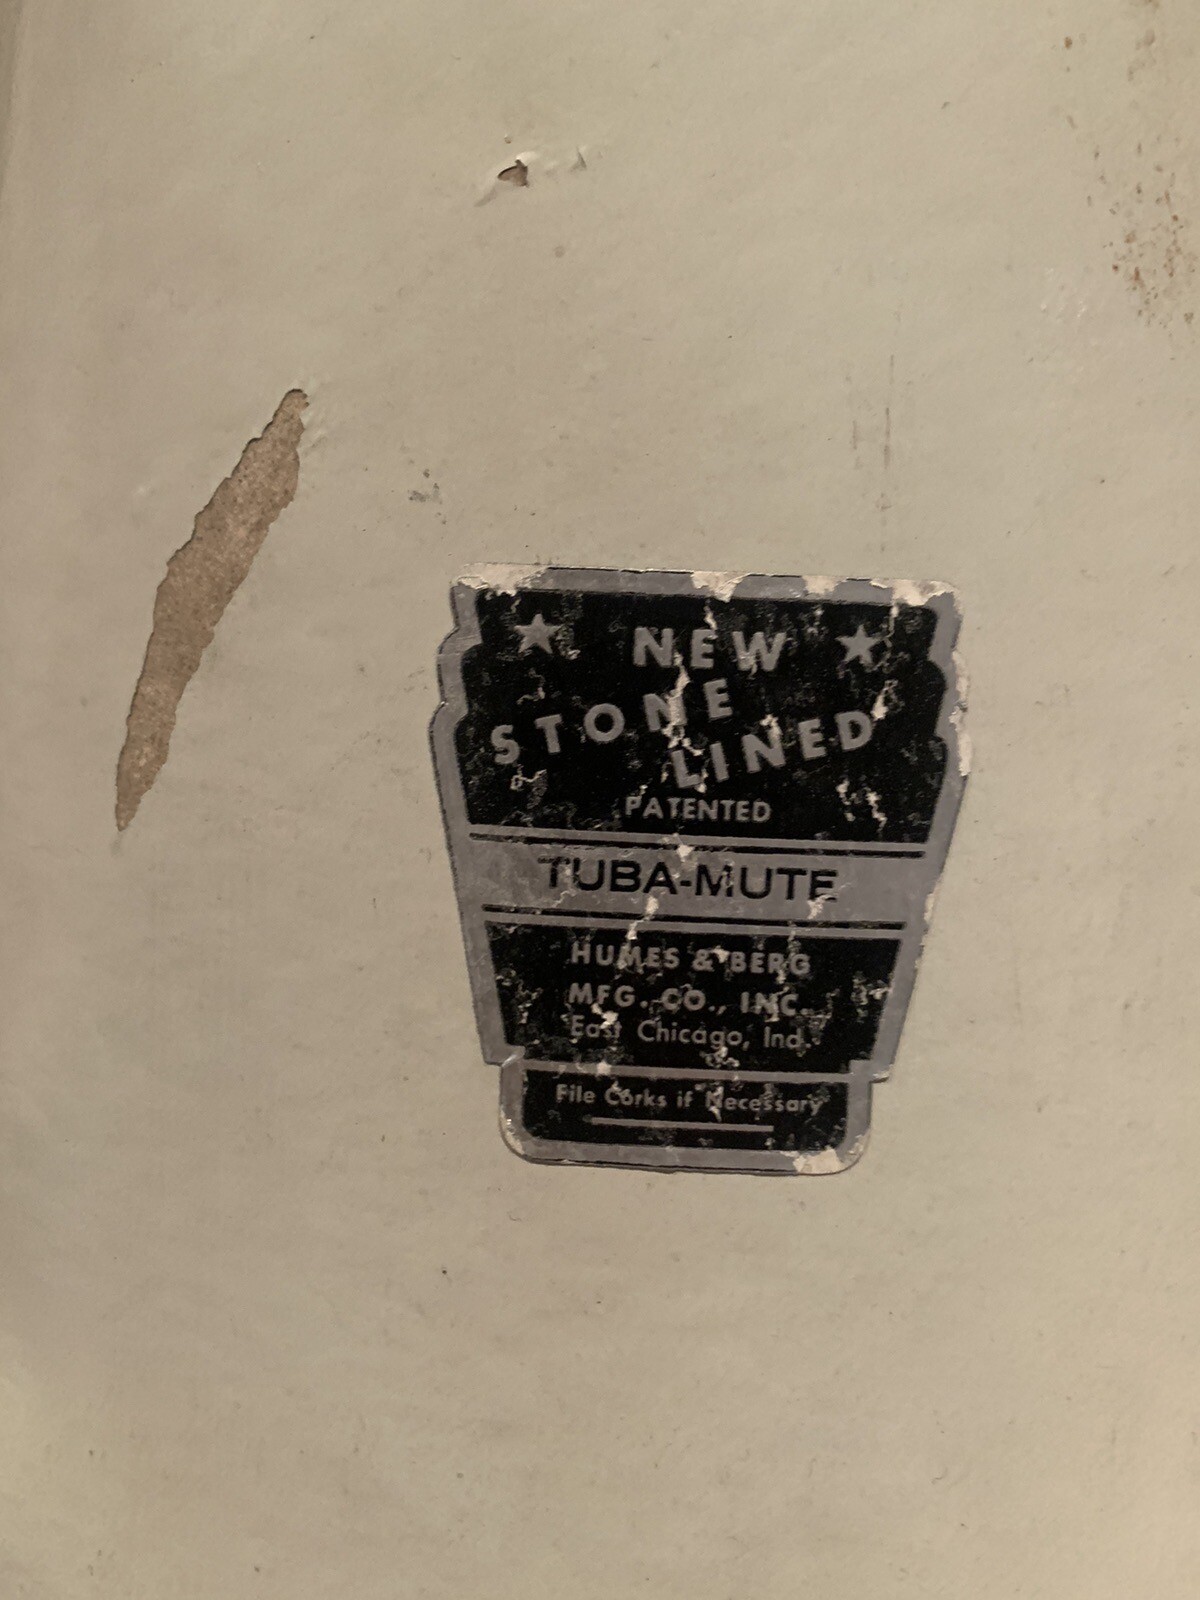 NEW
STONE
LINED
PATENTED
TUBA-MUTE
HUMES & BERG
MFG. CO., INC.
East Chicago, Ind.
File Corks if Necessary